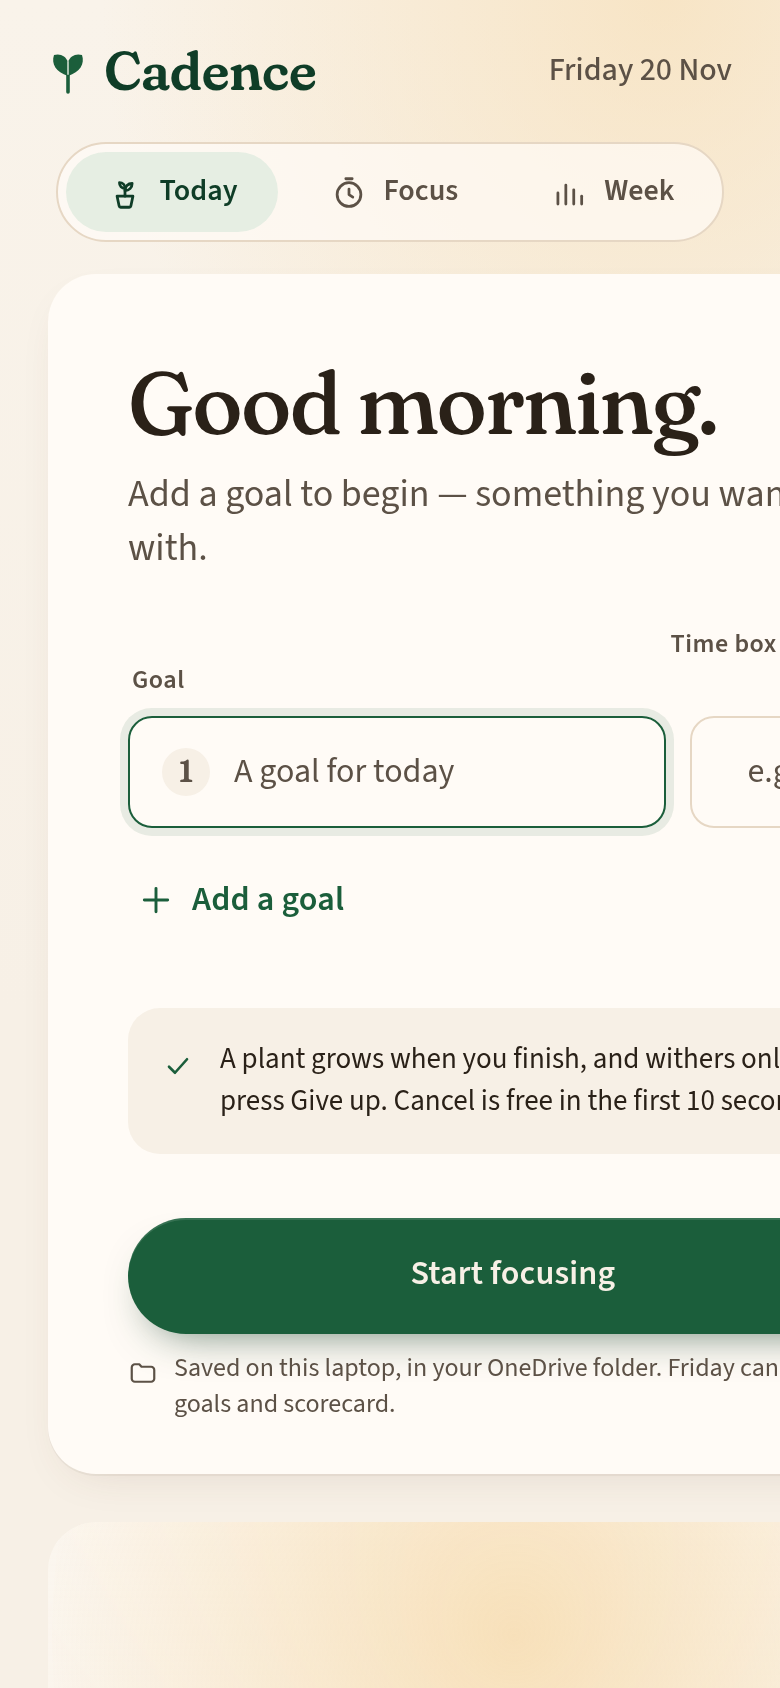 Cadence
Friday 20 Nov
Today
Focus
Week
Good morning.
Add a goal to begin — something you
with.
Time box
Goal
1 A goal for today
+ Add a goal
A plant grows when you finish, and withers
press Give up. Cancel is free in the first 10
Start focusing
Saved on this laptop, in your OneDrive folder. Friday can
goals and scorecard.